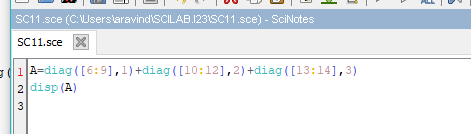 SC11.sce (C:\Users\aravind\SCILAB.I23\SC11.sce) - SciNotes
SC11.sce
1 A=diag([6:9],1)+diag([10:12],2)+diag([13:14],3)
2 disp(A)
3